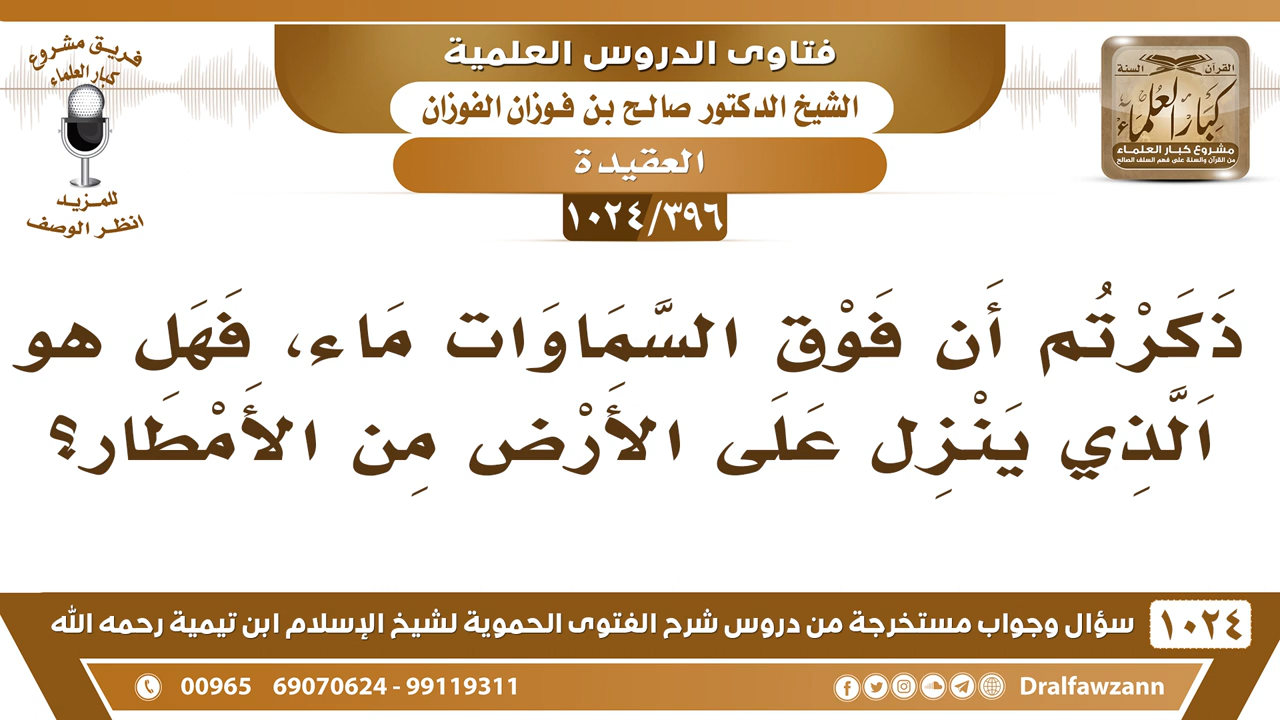 فتاوى الدروس العلمية
الشيخ الدكتور صالح بن فوزان الفوزان
العقيدة
١٠٢٤/٣٩٦
فريق مشروع
كبار العلماء
للمزيد
انظر الوصف
القرآن السنة
كبار العلماء
مشروع كبار العلماء
من القرآن والسنة على فهم السلف الصالح
ذَكَرْتُم أَن فَوْق السَّمَاوَات مَاء، فَهَل هو
اَلَّذِي يَنْزِل عَلَى الأَرْض مِن الأَمْطَار؟
١٠٢٤ سؤال وجواب مستخرجة من دروس شرح الفتوى الحموية لشيخ الإسلام ابن تيمية رحمه الله
00965 69070624 - 99119311
Dralfawzann